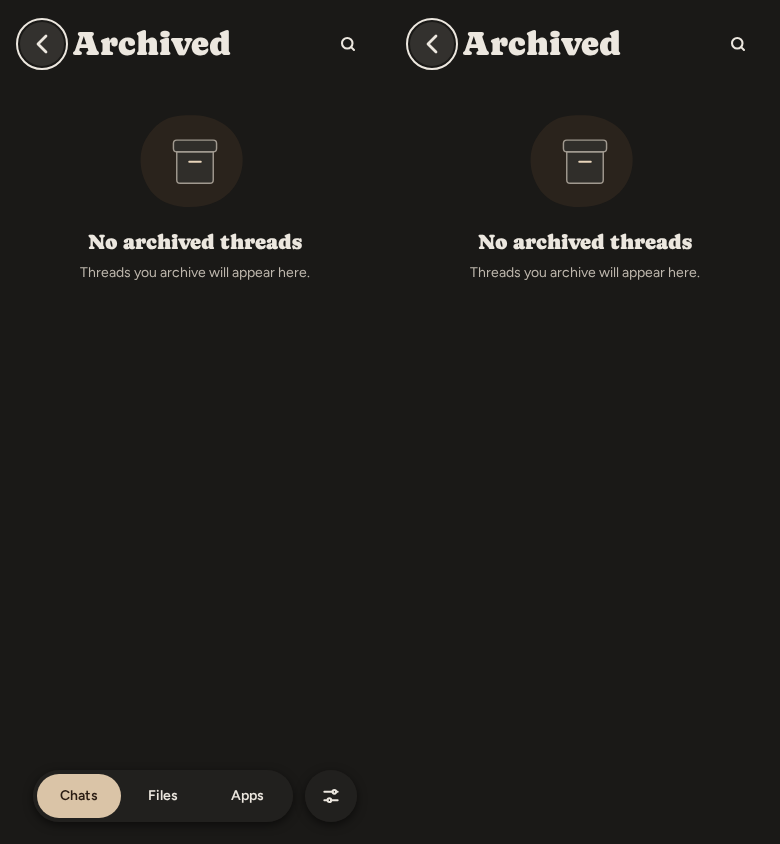 Archived
No archived threads
Threads you archive will appear here.
Chats
Files
Apps
Archived
No archived threads
Threads you archive will appear here.